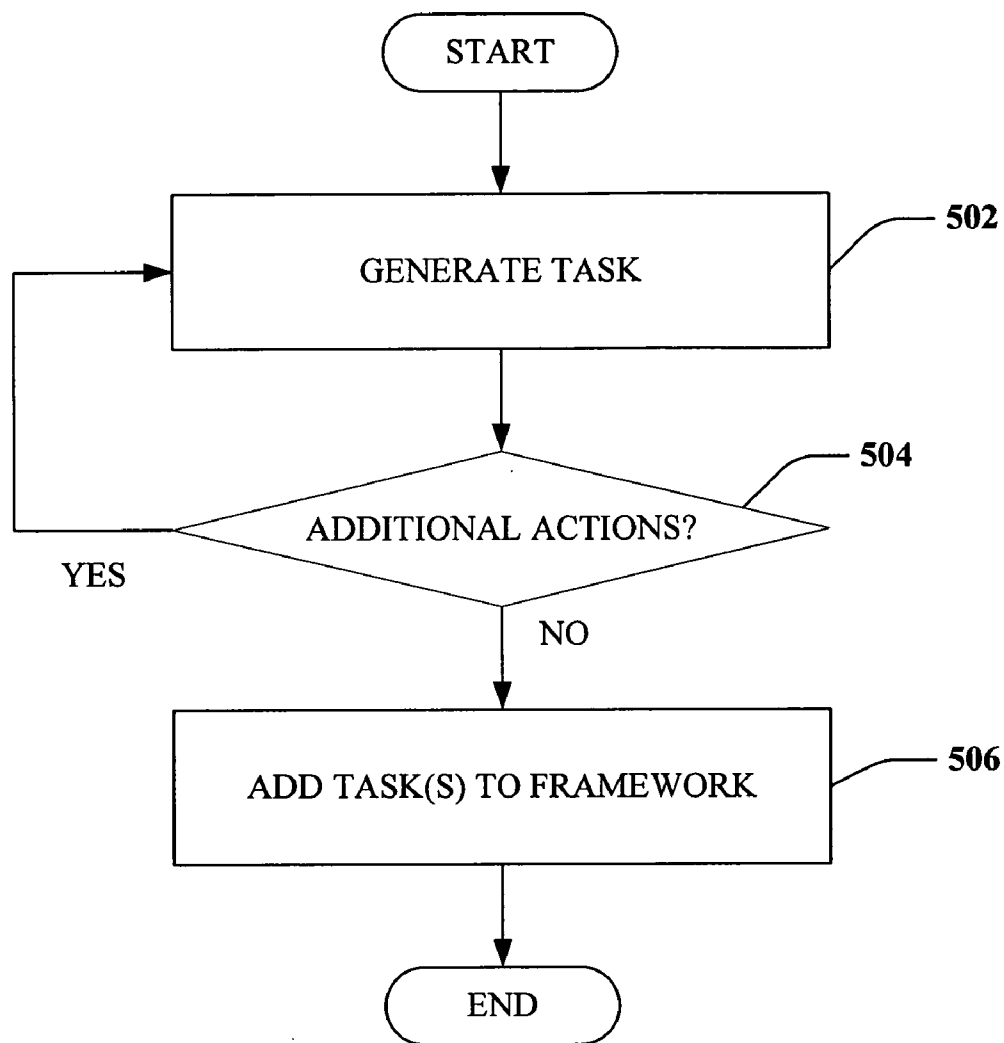 START
502
GENERATE TASK
504
ADDITIONAL ACTIONS?
YES
NO
506
ADD TASK(S) TO FRAMEWORK
END